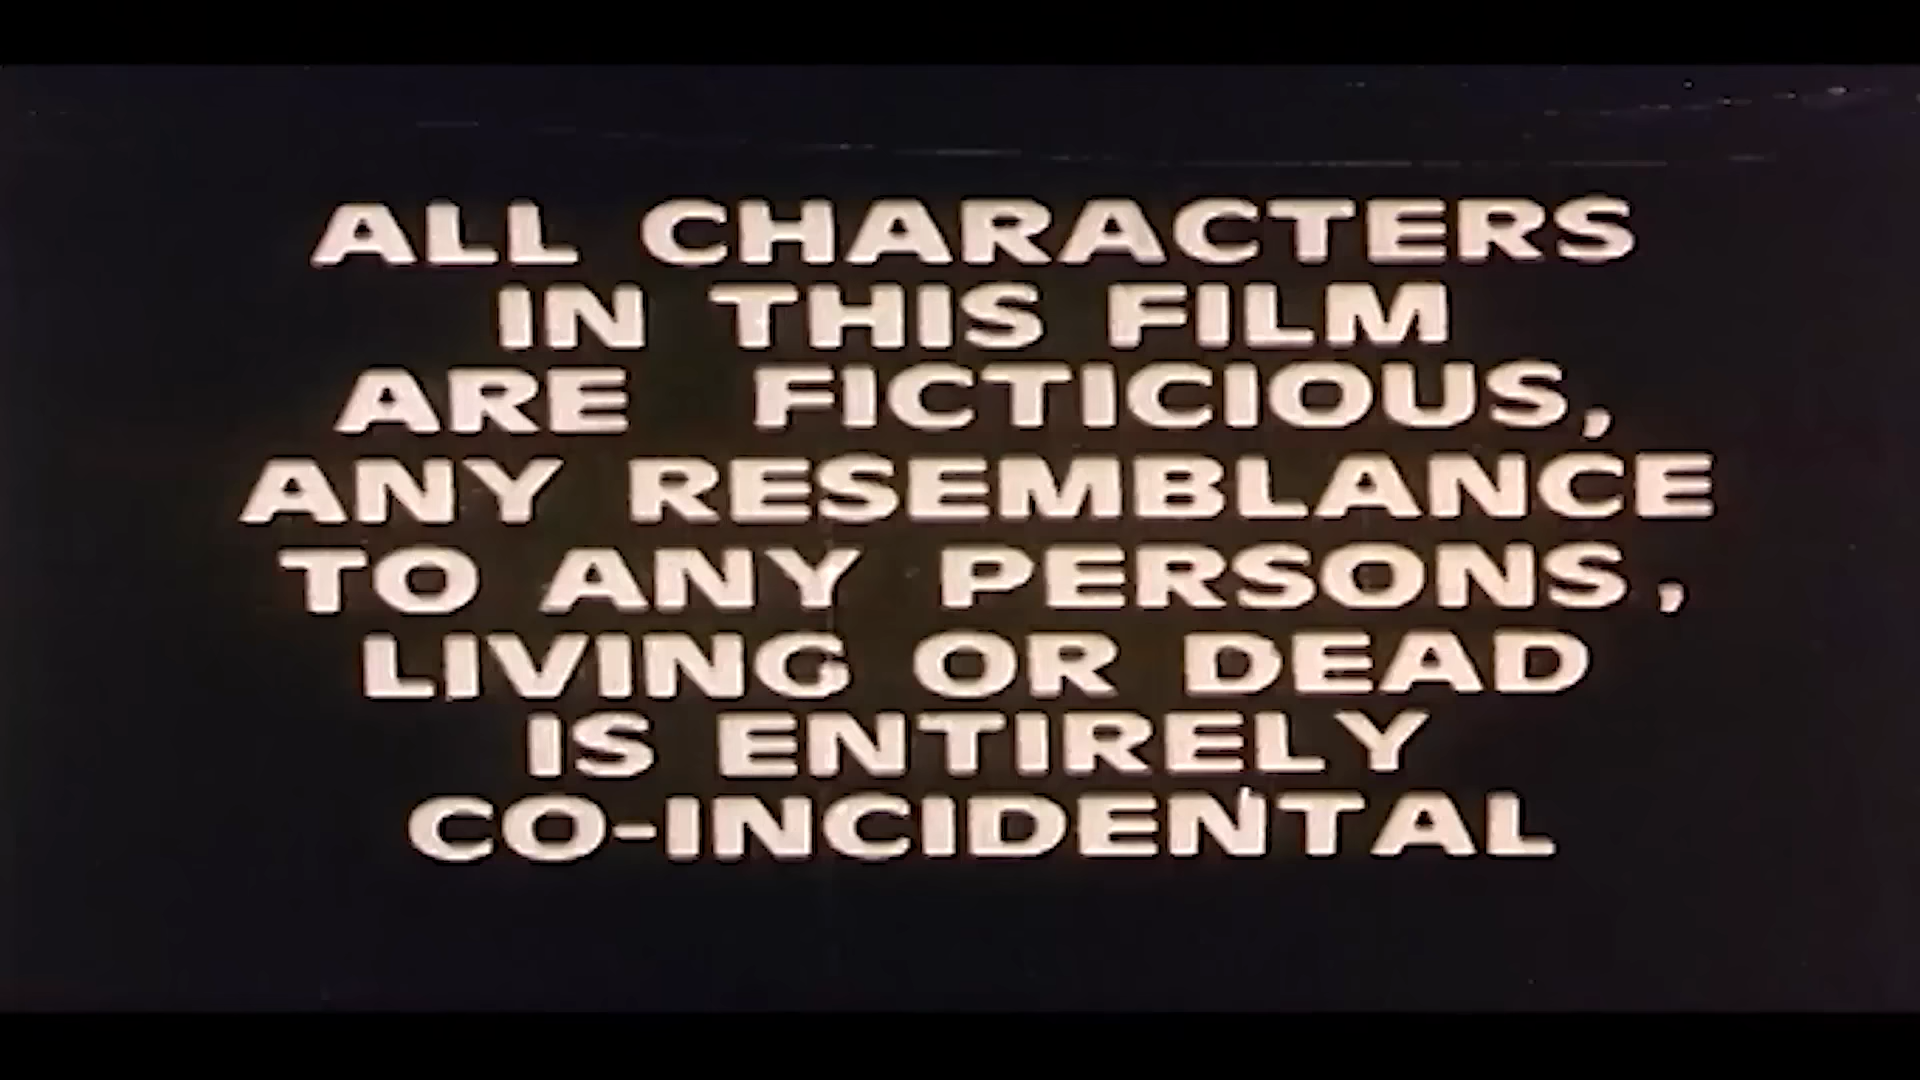 ALL CHARACTERS
IN THIS FILM
ARE FICTICIOUS,
ANY RESEMBLANCE
TO ANY PERSONS,
LIVING OR DEAD
IS ENTIRELY
CO-INCIDENTAL